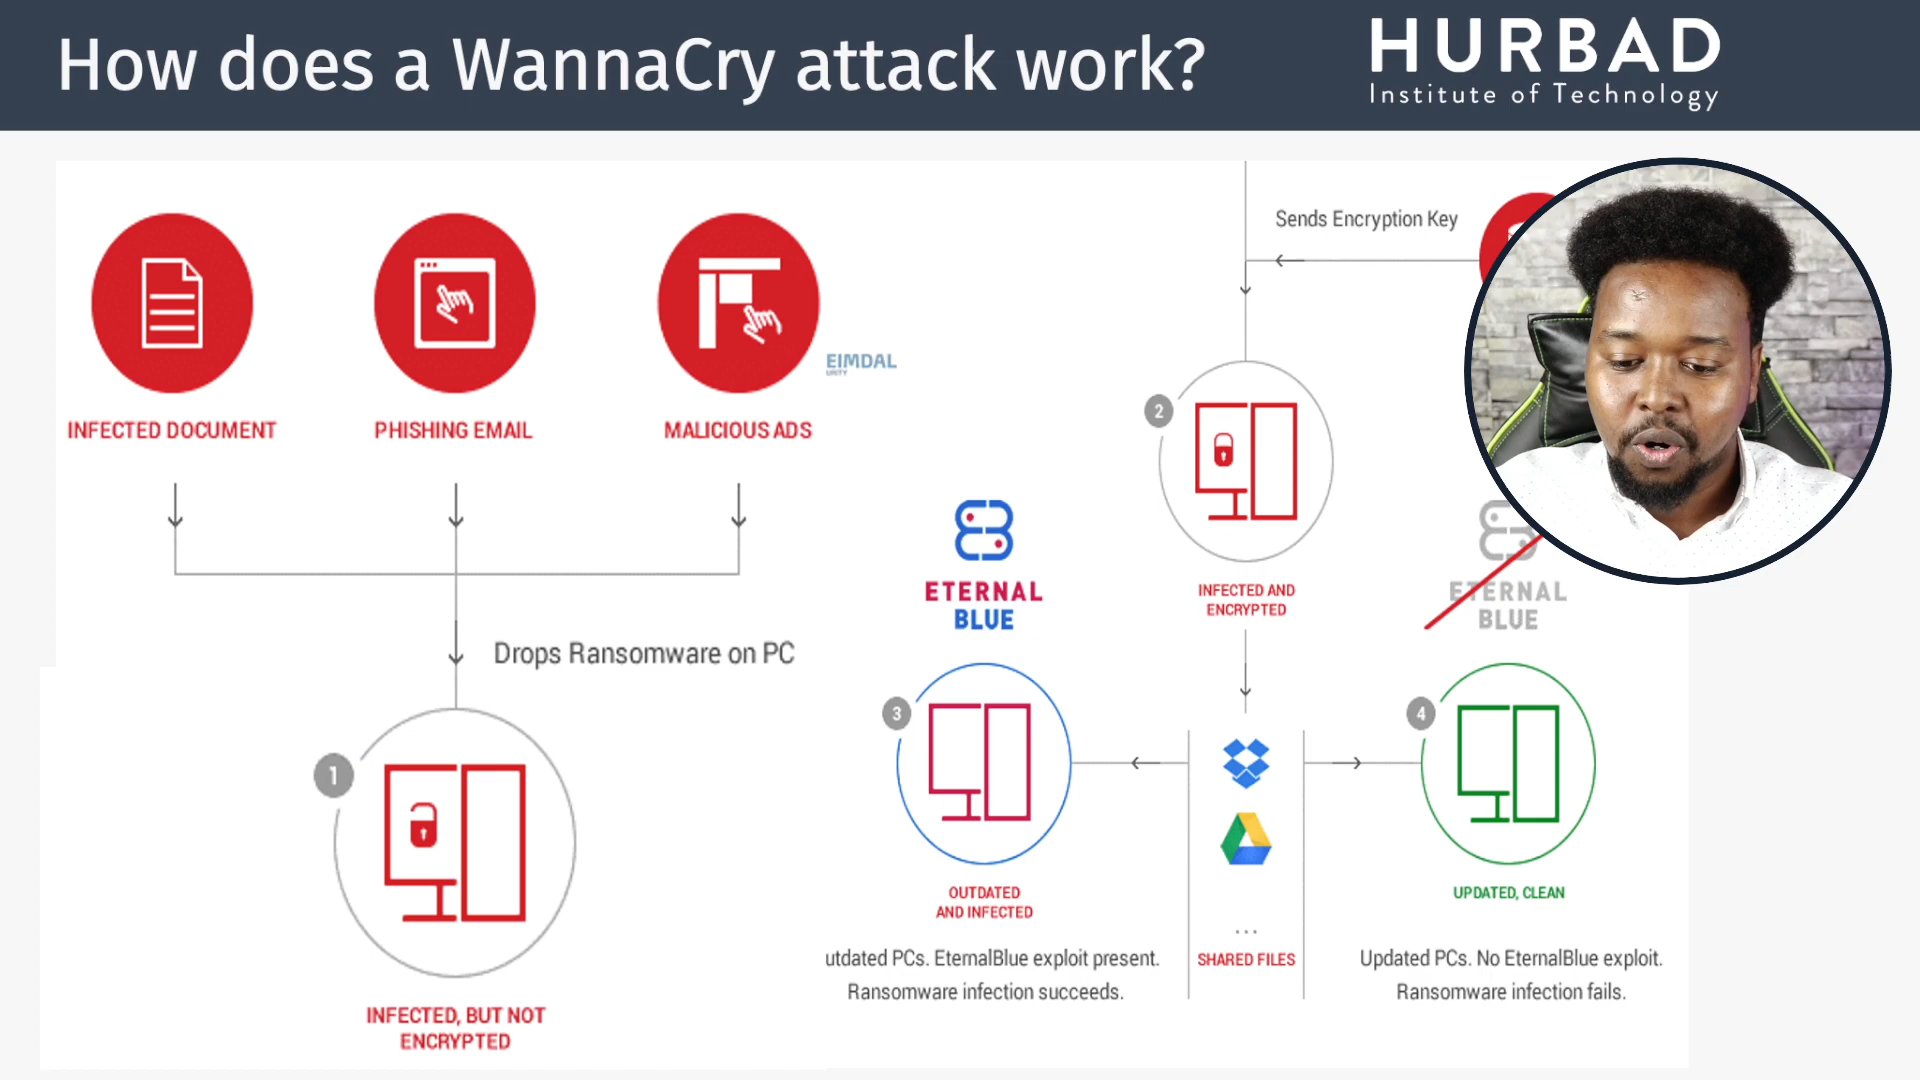 How does a WannaCry attack work?
HURBAD
Institute of Technology
INFECTED DOCUMENT
PHISHING EMAIL
MALICIOUS ADS
EIMDAL
URITY
Drops Ransomware on PC
1
INFECTED, BUT NOT
ENCRYPTED
Sends Encryption Key
2
INFECTED AND
ENCRYPTED
ETERNAL
BLUE
ETERNAL
BLUE
3
OUTDATED
AND INFECTED
utdated PCs. EternalBlue exploit present.
Ransomware infection succeeds.
...
SHARED FILES
4
UPDATED, CLEAN
Updated PCs. No EternalBlue exploit.
Ransomware infection fails.